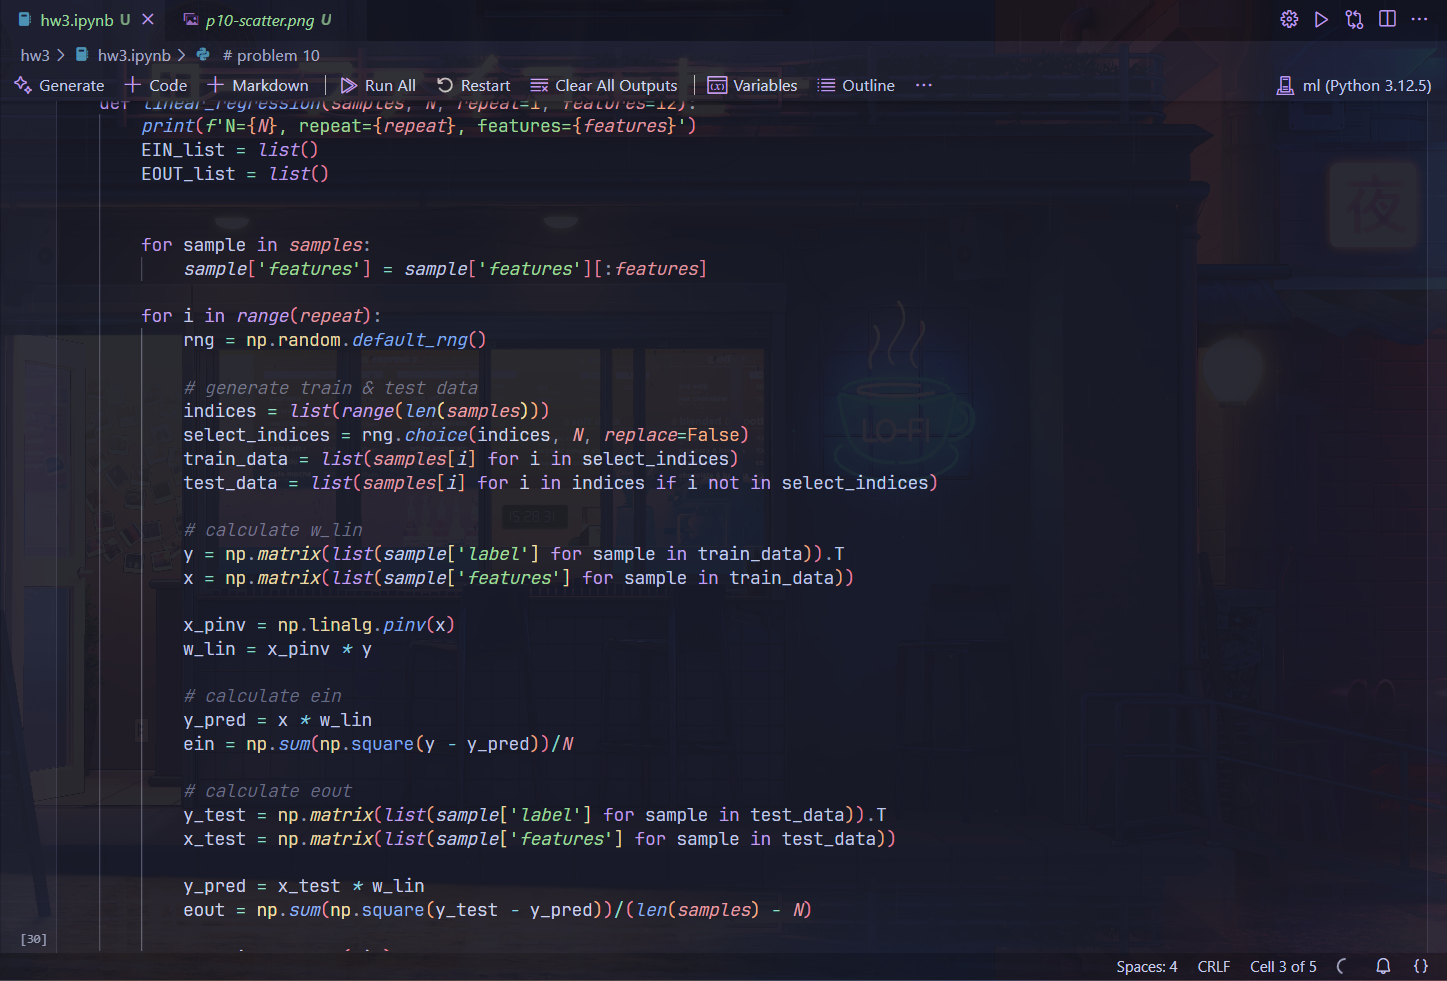 hw3.ipynb U
p10-scatter.png U
hw3 > hw3.ipynb > # problem 10
Generate + Code + Markdown | Run All Restart Clear All Outputs | Variables Outline ...
ml (Python 3.12.5)
def linear_regression(samples, N, repeat=1, features=12):
print(f'N={N}, repeat={repeat}, features={features}')
EIN_list = list()
EOUT_list = list()
for sample in samples:
sample['features'] = sample['features'][:features]
for i in range(repeat):
rng = np.random.default_rng()
# generate train & test data
indices = list(range(len(samples)))
select_indices = rng.choice(indices, N, replace=False)
train_data = list(samples[i] for i in select_indices)
test_data = list(samples[i] for i in indices if i not in select_indices)
# calculate w_lin
y = np.matrix(list(sample['label'] for sample in train_data)).T
x = np.matrix(list(sample['features'] for sample in train_data))
x_pinv = np.linalg.pinv(x)
w_lin = x_pinv * y
# calculate ein
y_pred = x * w_lin
ein = np.sum(np.square(y - y_pred))/N
# calculate eout
y_test = np.matrix(list(sample['label'] for sample in test_data)).T
x_test = np.matrix(list(sample['features'] for sample in test_data))
y_pred = x_test * w_lin
eout = np.sum(np.square(y_test - y_pred))/(len(samples) - N)
[30]
夜
LO-FI
Spaces: 4 CRLF Cell 3 of 5 {}